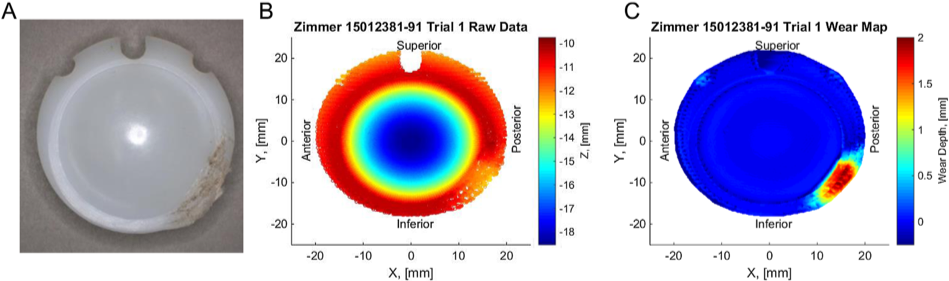 A
B
Zimmer 15012381-91 Trial 1 Raw Data
Superior
Anterior
Posterior
Inferior
Y, [mm]
20
10
0
-10
-20
-20
-10
0
10
20
X, [mm]
-10
-11
-12
-13
-14
-15
-16
-17
-18
Z, [mm]
C
Zimmer 15012381-91 Trial 1 Wear Map
Superior
Anterior
Posterior
Inferior
Y, [mm]
20
10
0
-10
-20
-20
-10
0
10
20
X, [mm]
2
1.5
1
0.5
0
Wear Depth, [mm]